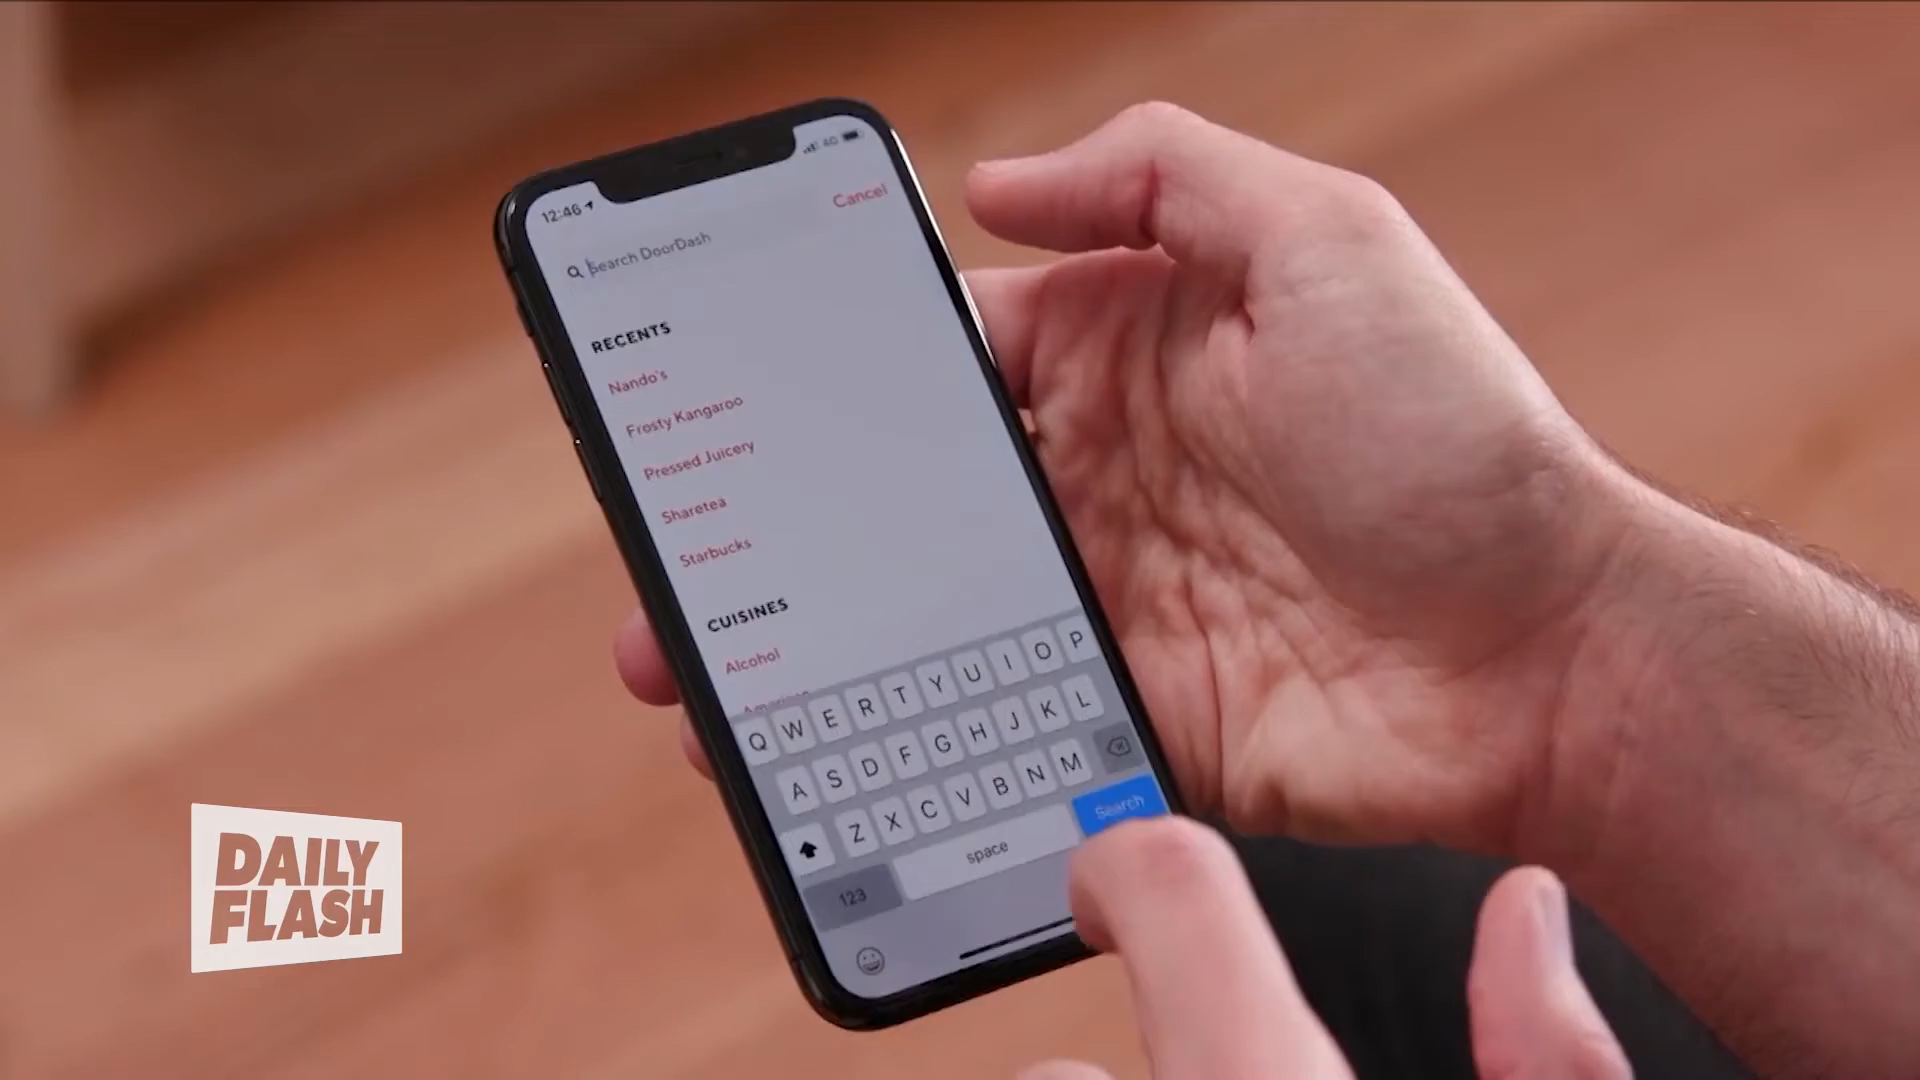 12:46
4G
Cancel
Search DoorDash
RECENTS
Nando's
Frosty Kangaroo
Pressed Juicery
Sharetea
Starbucks
CUISINES
Alcohol
American
Q W E R T Y U I O P
A S D F G H J K L
Z X C V B N M
123
space
Search
DAILY
FLASH